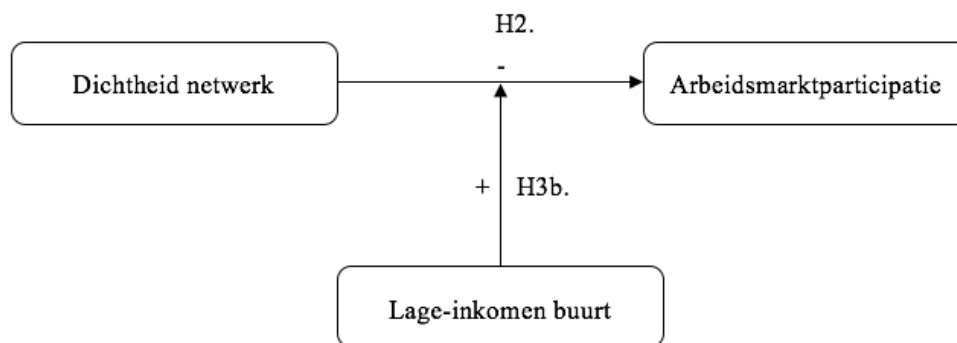 H2.
-
Dichtheid netwerk
Arbeidsmarktparticipatie
+ H3b.
Lage-inkomen buurt